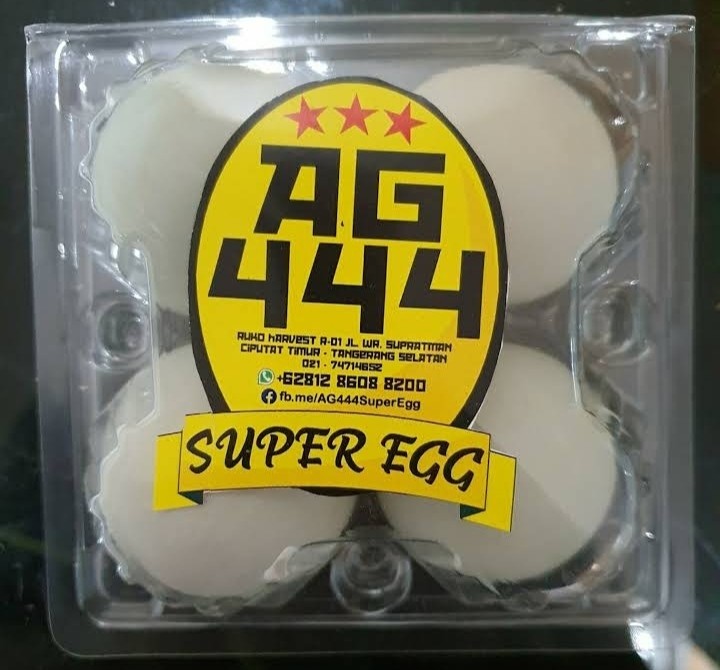 AG
444
RUKO HARVEST A-01 JL. WR. SUPRATMAN
CIPUTAT TIMUR - TANGERANG SELATAN
021 - 74714652
+62812 8608 8200
fb.me/AG444SuperEgg
SUPER EGG